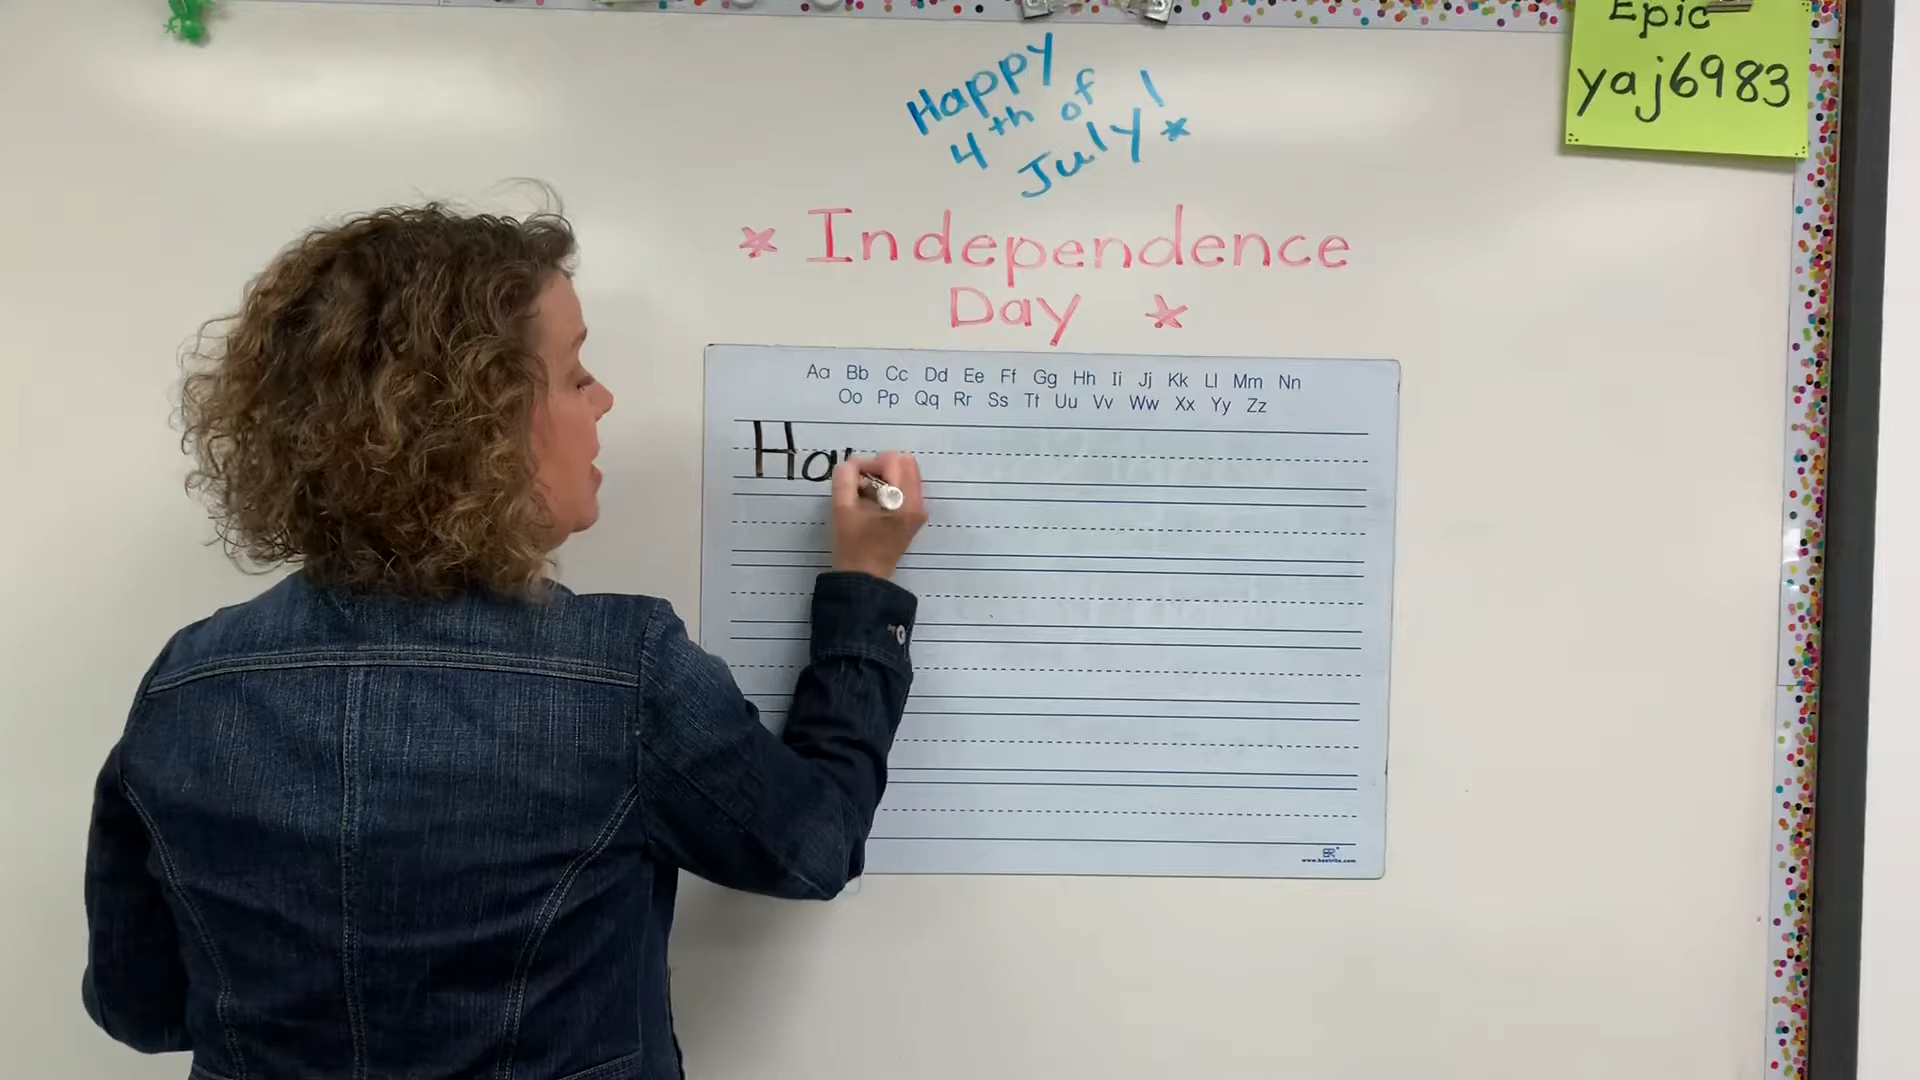 Epic
yaj6983
Happy
4th of
July!
Independence
Day
Aa Bb Cc Dd Ee Ff Gg Hh Ii Jj Kk Ll Mm Nn
Oo Pp Qq Rr Ss Tt Uu Vv Ww Xx Yy Zz
Ha